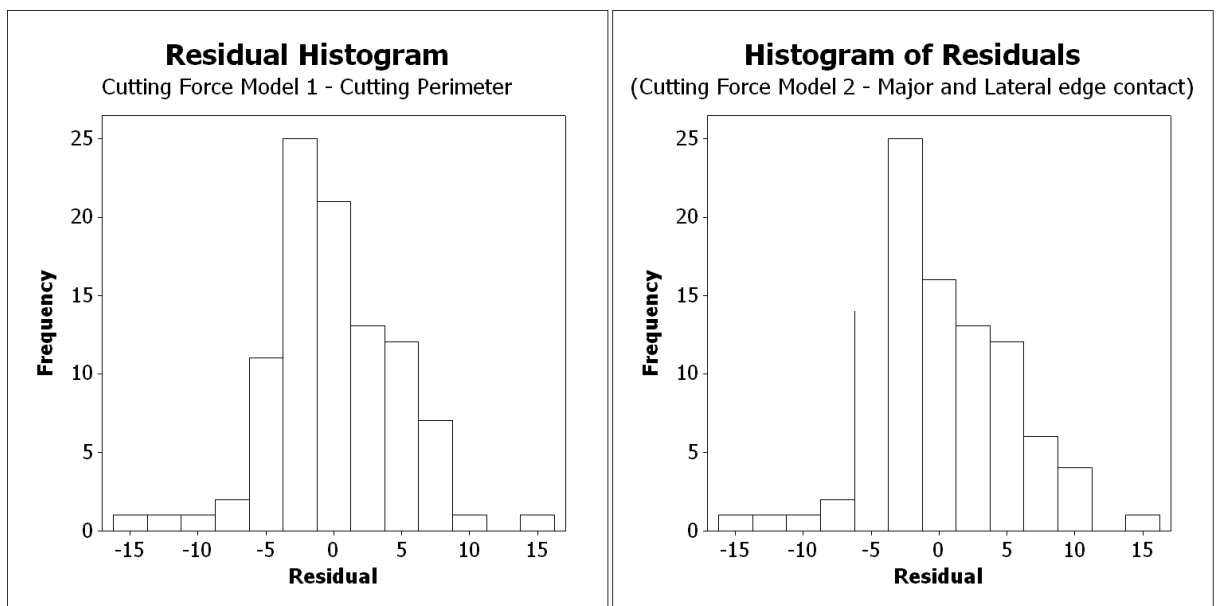 Residual Histogram
Cutting Force Model 1 - Cutting Perimeter
25
20
15
10
5
0
Frequency
-15 -10 -5 0 5 10 15
Residual
Histogram of Residuals
(Cutting Force Model 2 - Major and Lateral edge contact)
25
20
15
10
5
0
Frequency
-15 -10 -5 0 5 10 15
Residual